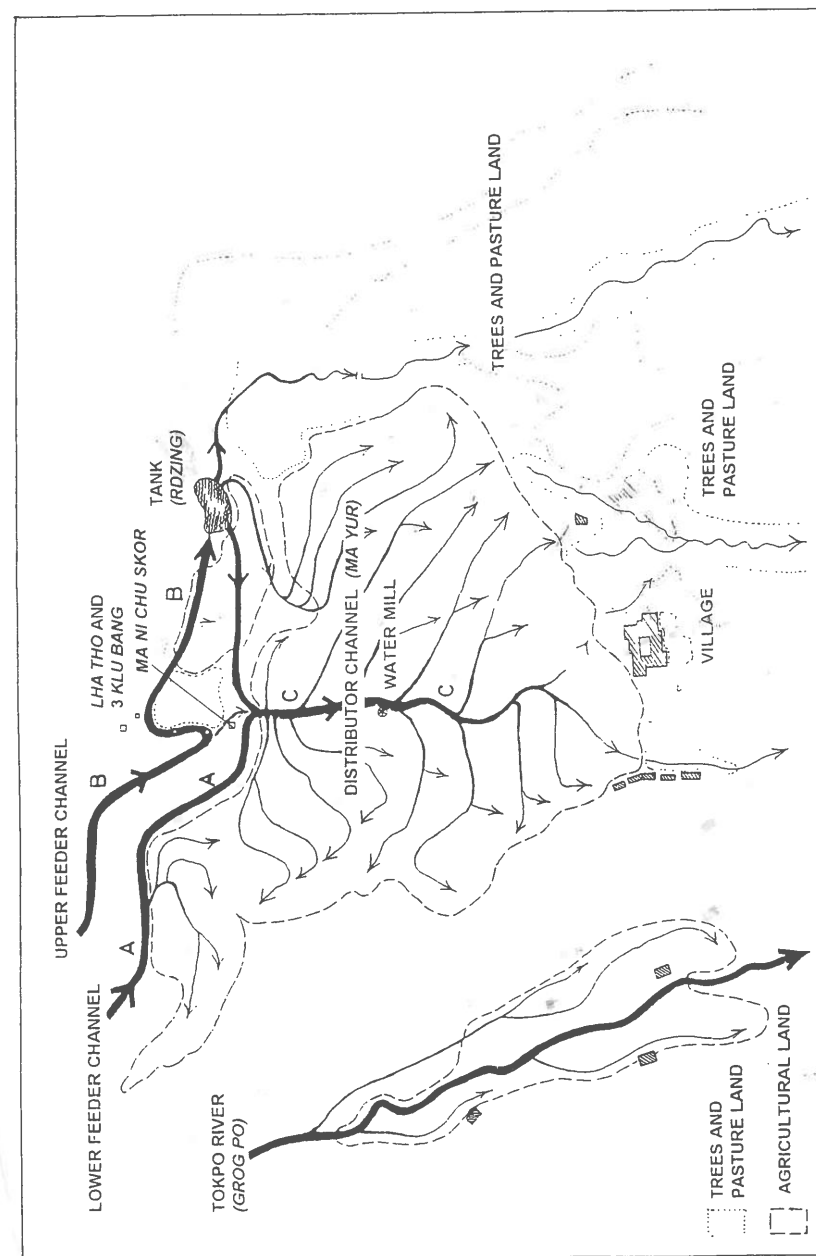 UPPER FEEDER CHANNEL
LOWER FEEDER CHANNEL
B
LHA THO AND
3 KLU BANG
MA NI CHU SKOR
A
TANK
(RDZING)
B
A
TOKPO RIVER
(GROG PO)
C
DISTRIBUTOR CHANNEL (MA YUR)
WATER MILL
C
TREES AND PASTURE LAND
VILLAGE
TREES AND
PASTURE LAND
TREES AND
PASTURE LAND
AGRICULTURAL LAND